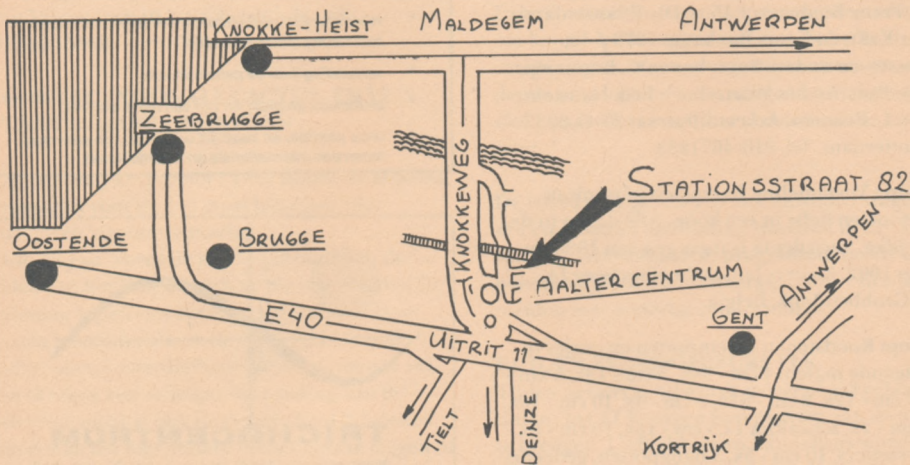 KNOKKE-HEIST
MALDEGEM
ANTWERPEN
ZEEBRUGGE
KNOKKEWEG
STATIONSSTRAAT 82
OOSTENDE
BRUGGE
AALTER CENTRUM
ANTWERPEN
E40
UITRIT 11
GENT
TIELT
DEINZE
KORTRIJK